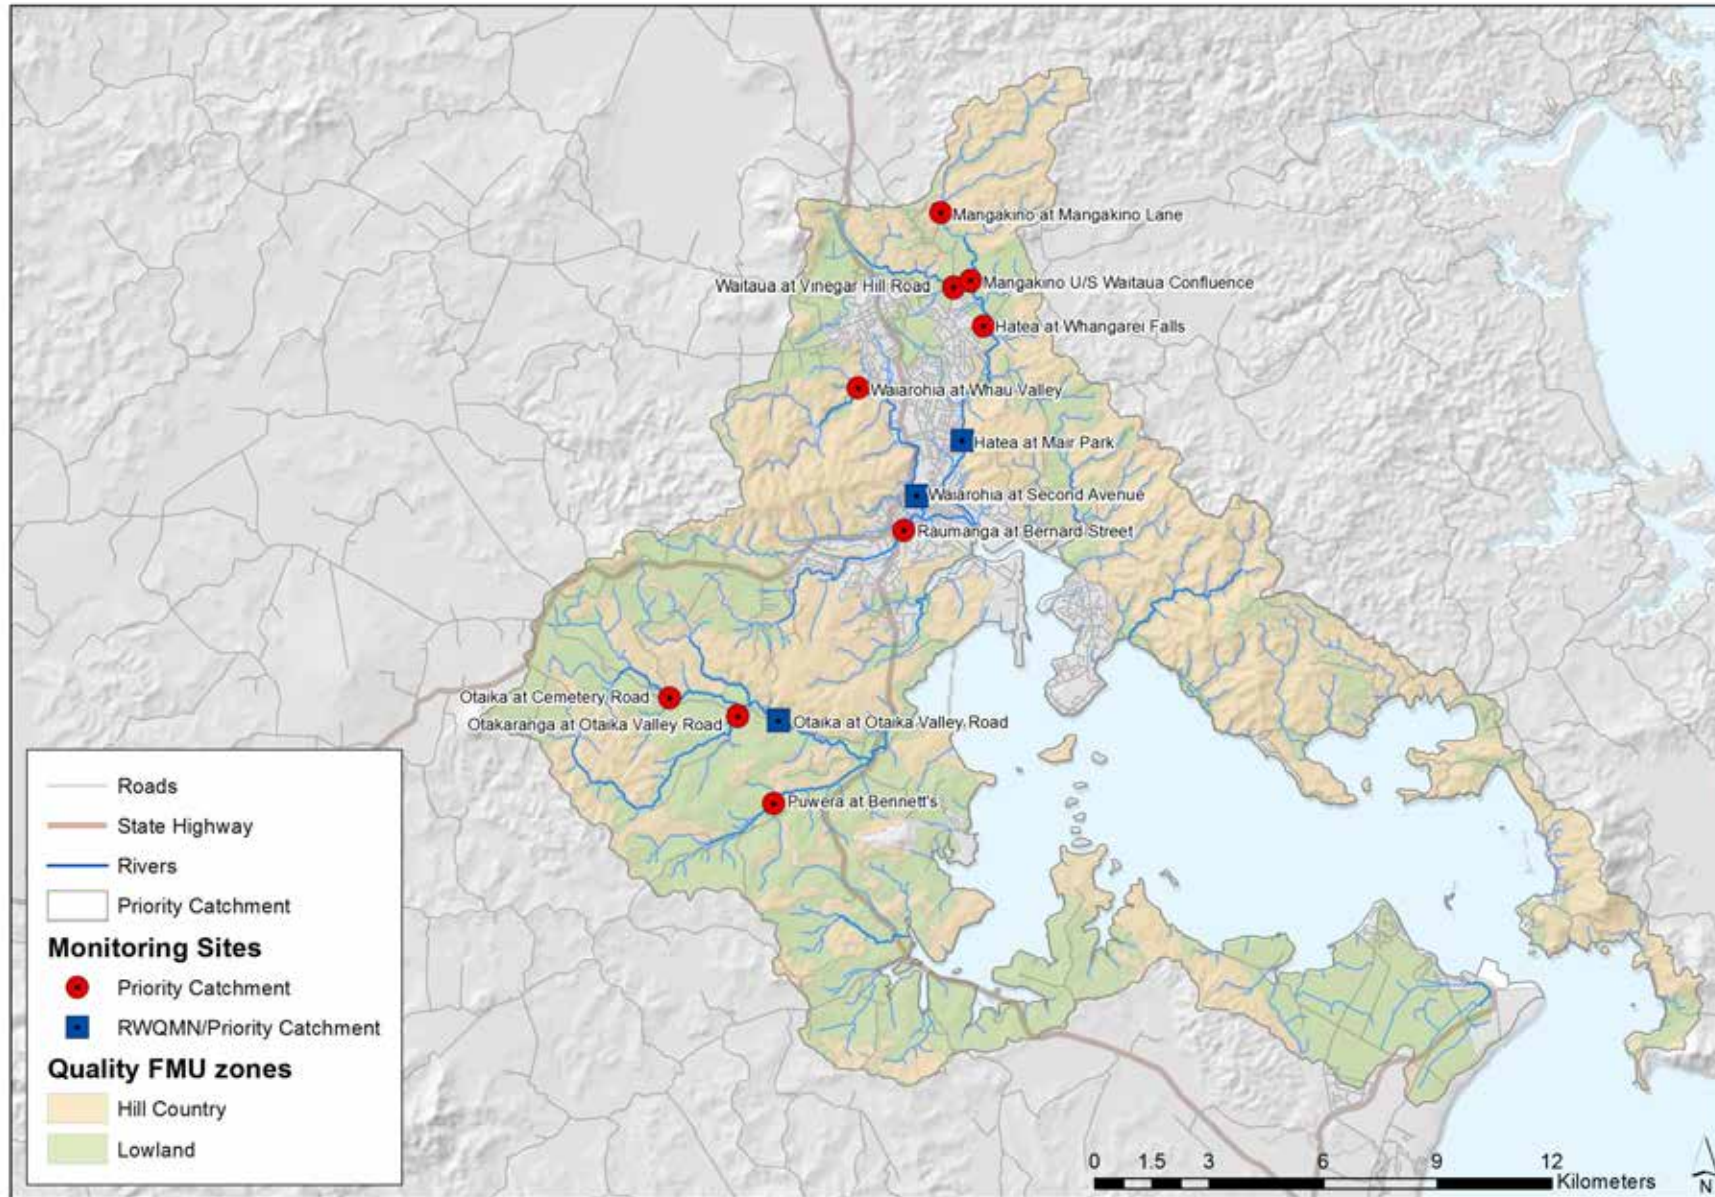 Mangakino at Mangakino Lane
Waitaua at Vinegar Hill Road
Mangakino U/S Waitaua Confluence
Hatea at Whangarei Falls
Waiarohia at Whau Valley
Hatea at Mair Park
Waiarohia at Second Avenue
Raumanga at Bernard Street
Otaika at Cemetery Road
Otakaranga at Otaika Valley Road
Otaika at Otaika Valley Road
Puwera at Bennett's
Roads
State Highway
Rivers
Priority Catchment
Monitoring Sites
Priority Catchment
RWQMN/Priority Catchment
Quality FMU zones
Hill Country
Lowland
0 1.5 3 6 9 12
Kilometers
N